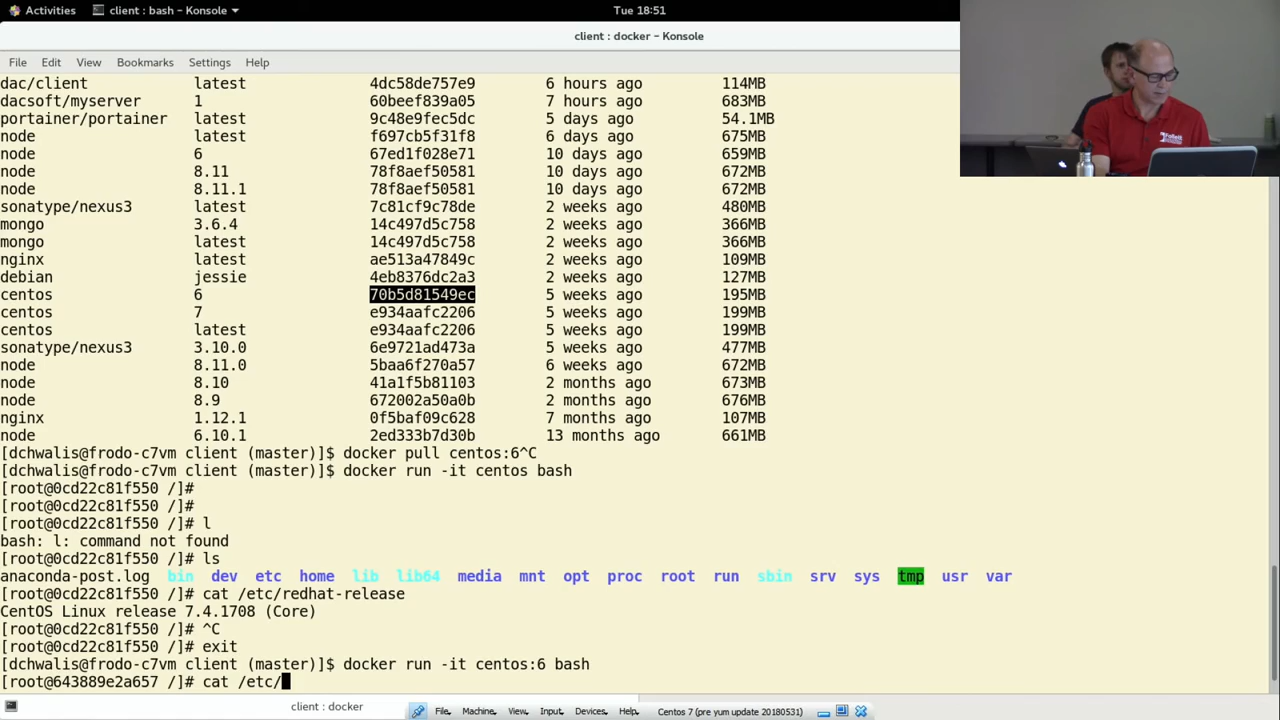 Activities client : bash – Konsole Tue 18:51
client : docker – Konsole
File Edit View Bookmarks Settings Help
dac/client latest 4dc58de757e9 6 hours ago 114MB
dacsoft/myserver 1 60beef839a05 7 hours ago 683MB
portainer/portainer latest 9c48e9fec5dc 5 days ago 54.1MB
node latest f697cb5f31f8 6 days ago 675MB
node 6 67ed1f028e71 10 days ago 659MB
node 8.11 78f8aef50581 10 days ago 672MB
node 8.11.1 78f8aef50581 10 days ago 672MB
sonatype/nexus3 latest 7c81cf9c78de 2 weeks ago 480MB
mongo 3.6.4 14c497d5c758 2 weeks ago 366MB
mongo latest 14c497d5c758 2 weeks ago 366MB
nginx latest ae513a47849c 2 weeks ago 109MB
debian jessie 4eb8376dc2a3 2 weeks ago 127MB
centos 6 70b5d81549ec 5 weeks ago 195MB
centos 7 e934aafc2206 5 weeks ago 199MB
centos latest e934aafc2206 5 weeks ago 199MB
sonatype/nexus3 3.10.0 6e9721ad473a 5 weeks ago 477MB
node 8.11.0 5baa6f270a57 6 weeks ago 672MB
node 8.10 41a1f5b81103 2 months ago 673MB
node 8.9 672002a50a0b 2 months ago 676MB
nginx 1.12.1 0f5baf09c628 7 months ago 107MB
node 6.10.1 2ed333b7d30b 13 months ago 661MB
[dchwalis@frodo-c7vm client (master)]$ docker pull centos:6^C
[dchwalis@frodo-c7vm client (master)]$ docker run -it centos bash
[root@0cd22c81f550 /]#
[root@0cd22c81f550 /]#
[root@0cd22c81f550 /]# l
bash: l: command not found
[root@0cd22c81f550 /]# ls
anaconda-post.log bin dev etc home lib lib64 media mnt opt proc root run sbin srv sys tmp usr var
[root@0cd22c81f550 /]# cat /etc/redhat-release
CentOS Linux release 7.4.1708 (Core)
[root@0cd22c81f550 /]# ^C
[root@0cd22c81f550 /]# exit
[dchwalis@frodo-c7vm client (master)]$ docker run -it centos:6 bash
[root@643889e2a657 /]# cat /etc/
client : docker File Machine View Input Devices Help Centos 7 (pre yum update 20180531)